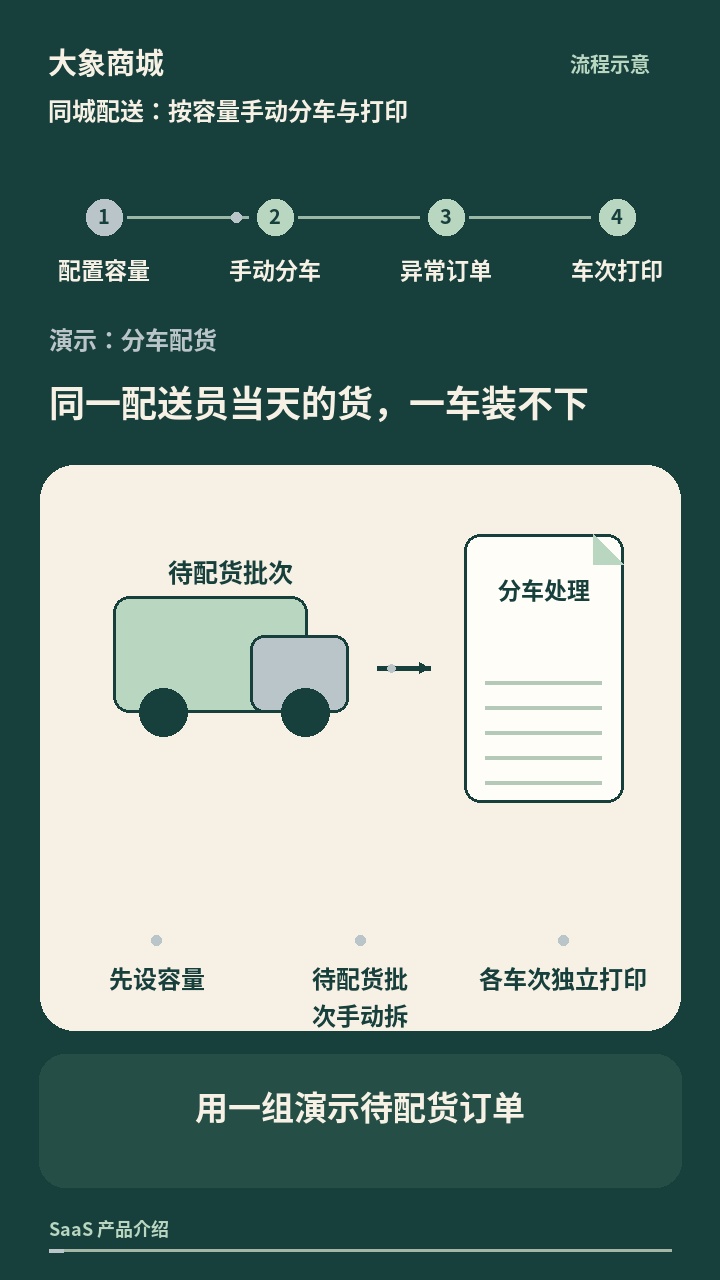 大象商城
流程示意
同城配送：按容量手动分车与打印
1
2
3
4
配置容量
手动分车
异常订单
车次打印
演示：分车配货
同一配送员当天的货，一车装不下
待配货批次
分车处理
先设容量
待配货批
次手动拆
各车次独立打印
用一组演示待配货订单
SaaS 产品介绍